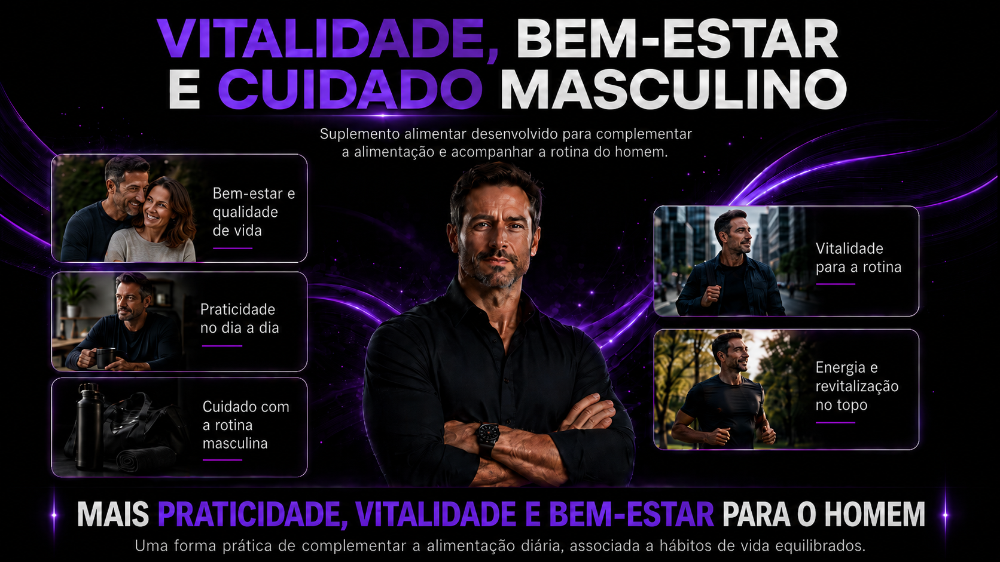 VITALIDADE, BEM-ESTAR
E CUIDADO MASCULINO
Suplemento alimentar desenvolvido para complementar
a alimentação e acompanhar a rotina do homem.
Bem-estar e
qualidade
de vida
Praticidade
no dia a dia
Cuidado com
a rotina
masculina
Vitalidade
para a rotina
Energia e
revitalização
no topo
MAIS PRATICIDADE, VITALIDADE E BEM-ESTAR PARA O HOMEM
Uma forma prática de complementar a alimentação diária, associada a hábitos de vida equilibrados.